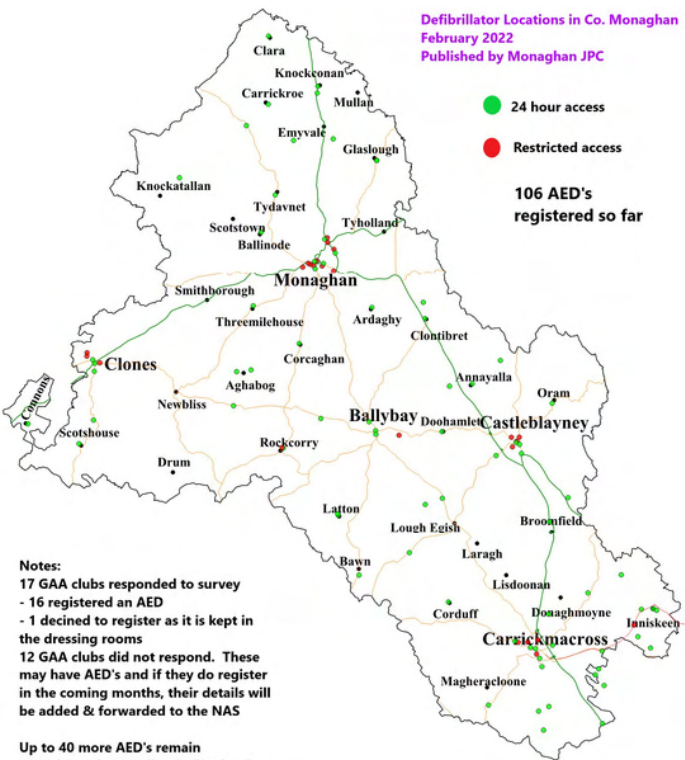 Defibrillator Locations in Co. Monaghan
February 2022
Published by Monaghan JPC
24 hour access
Restricted access
106 AED's
registered so far
Clara
Knockconan
Carrickroe
Mullan
Emyvale
Glaslough
Knockatallan
Tydavnet
Scotstown
Tyholland
Ballinode
Monaghan
Smithborough
Threemilehouse
Ardaghy
Clontibret
Corcaghan
Clones
Aghabog
Annayalla
Connons
Newbliss
Oram
Ballybay
Doohamlet
Castleblayney
Scotshouse
Rockcorry
Drum
Latton
Lough Egish
Broomfield
Laragh
Bawn
Lisdoonan
Corduff
Donaghmoyne
Inniskeen
Carrickmacross
Magheracloone
Notes:
17 GAA clubs responded to survey
- 16 registered an AED
- 1 decined to register as it is kept in
the dressing rooms
12 GAA clubs did not respond. These
may have AED's and if they do register
in the coming months, their details will
be added & forwarded to the NAS
Up to 40 more AED's remain